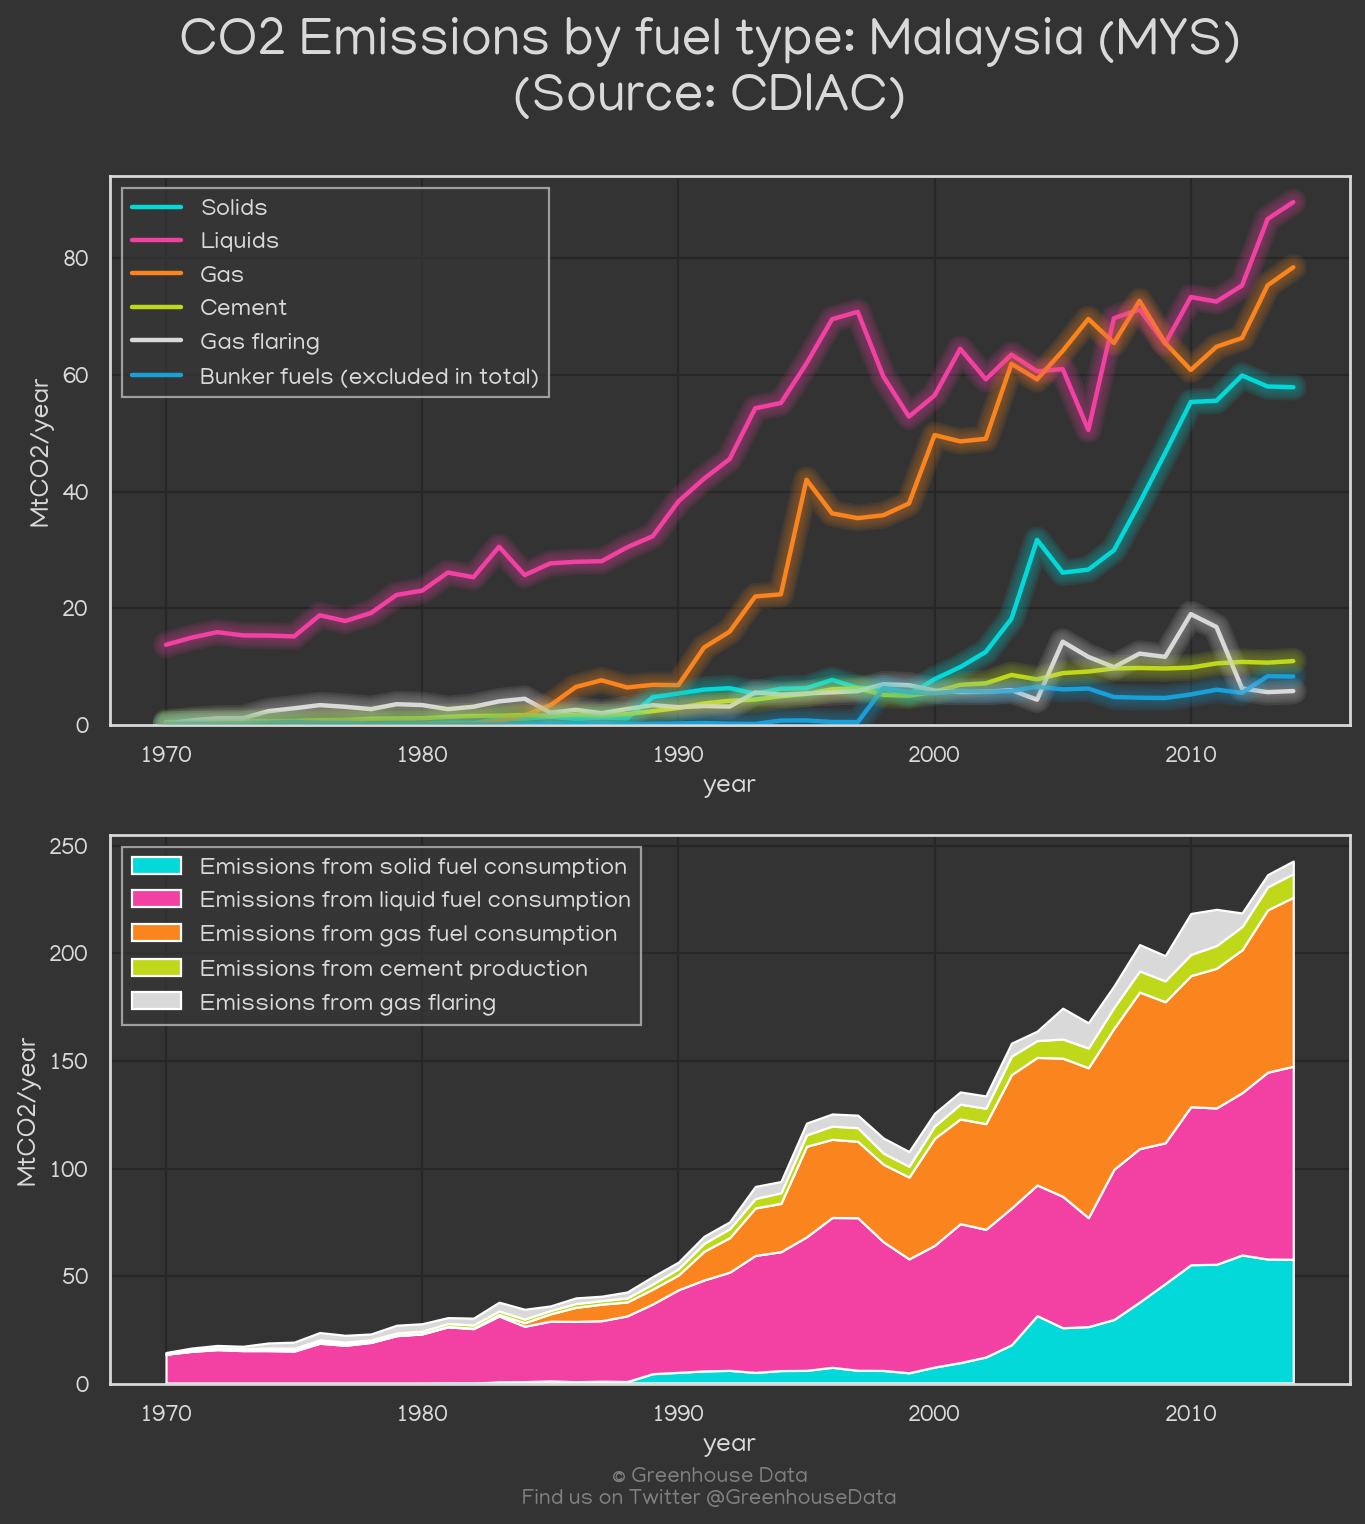 CO2 Emissions by fuel type: Malaysia (MYS)
(Source: CDIAC)
Solids
Liquids
Gas
Cement
Gas flaring
Bunker fuels (excluded in total)
80
60
40
20
0
MtCO2/year
1970 1980 1990 2000 2010
year
Emissions from solid fuel consumption
Emissions from liquid fuel consumption
Emissions from gas fuel consumption
Emissions from cement production
Emissions from gas flaring
250
200
150
100
50
0
MtCO2/year
1970 1980 1990 2000 2010
year
© Greenhouse Data
Find us on Twitter @GreenhouseData